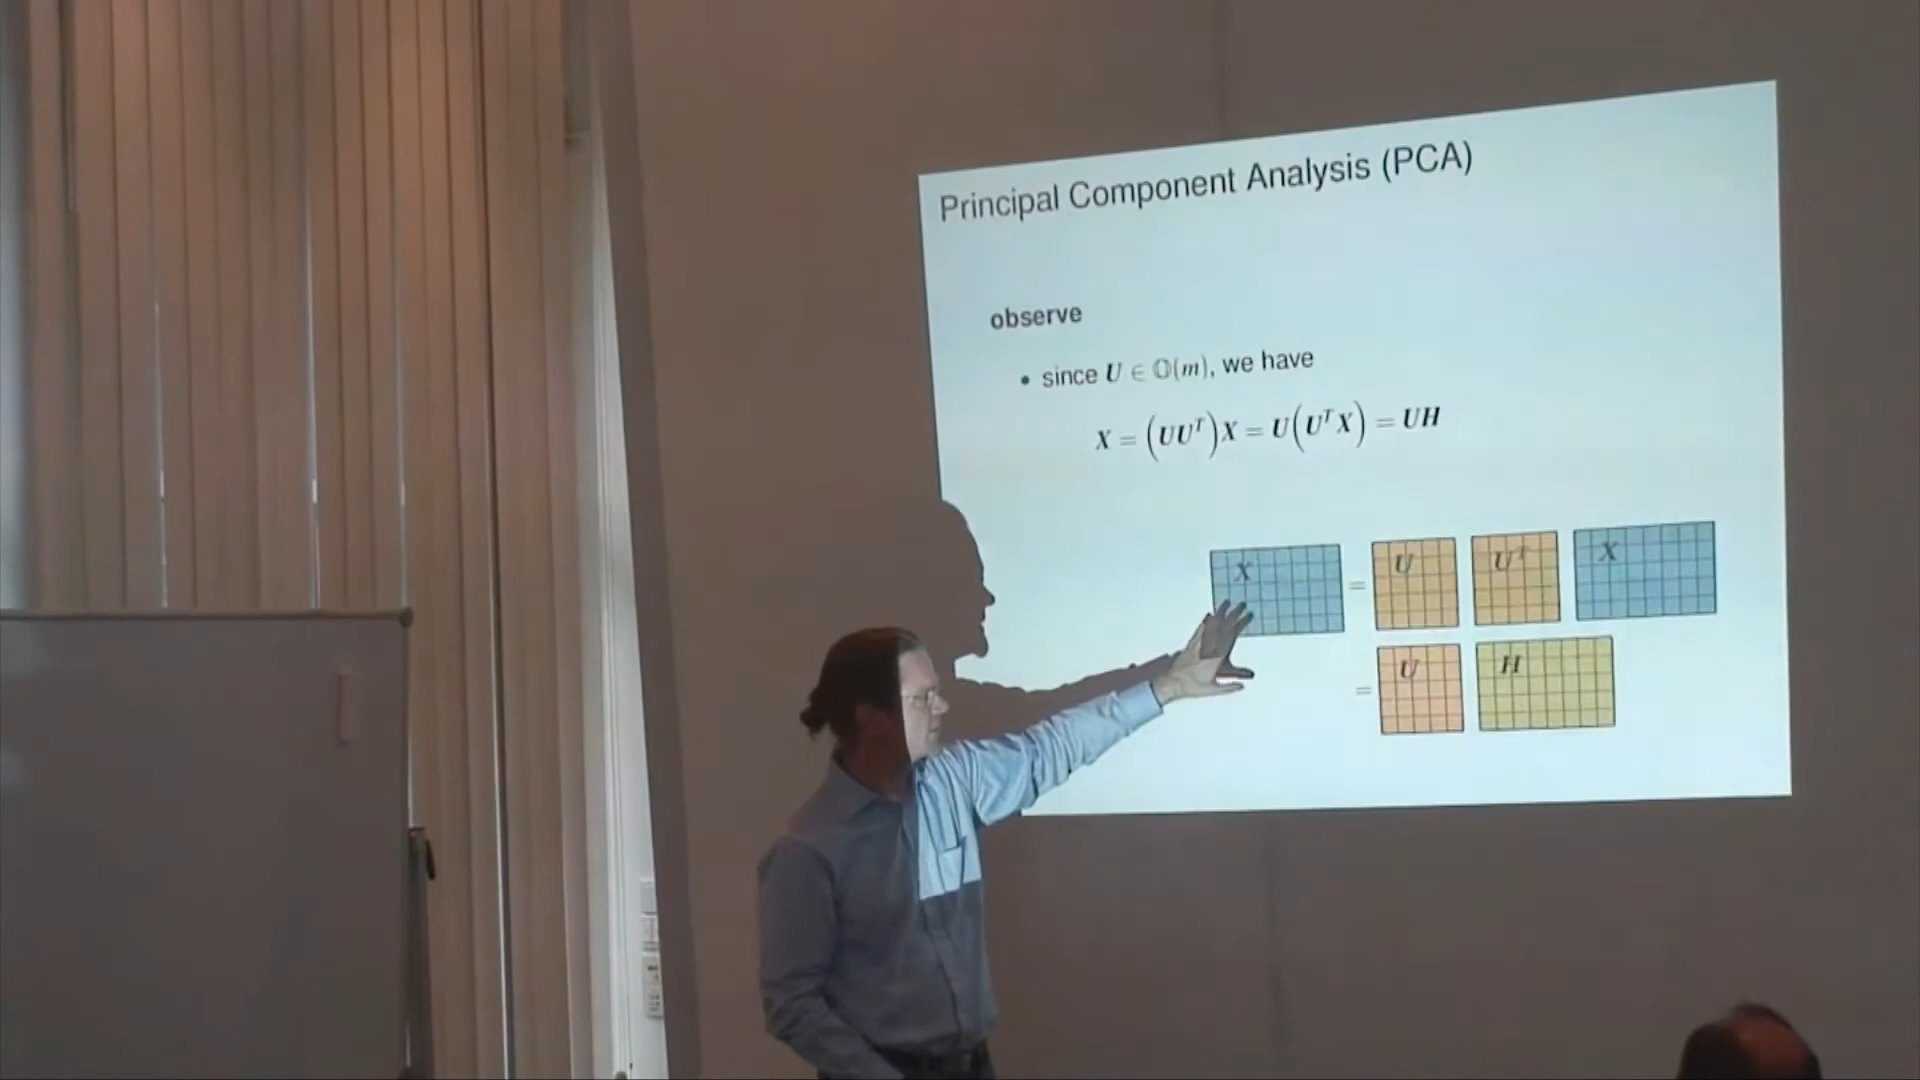 Principal Component Analysis (PCA)
observe
• since U ∈ 𝕆(m), we have
X = (UUᵀ)X = U(UᵀX) = UH
X = U Uᵀ X
= U H